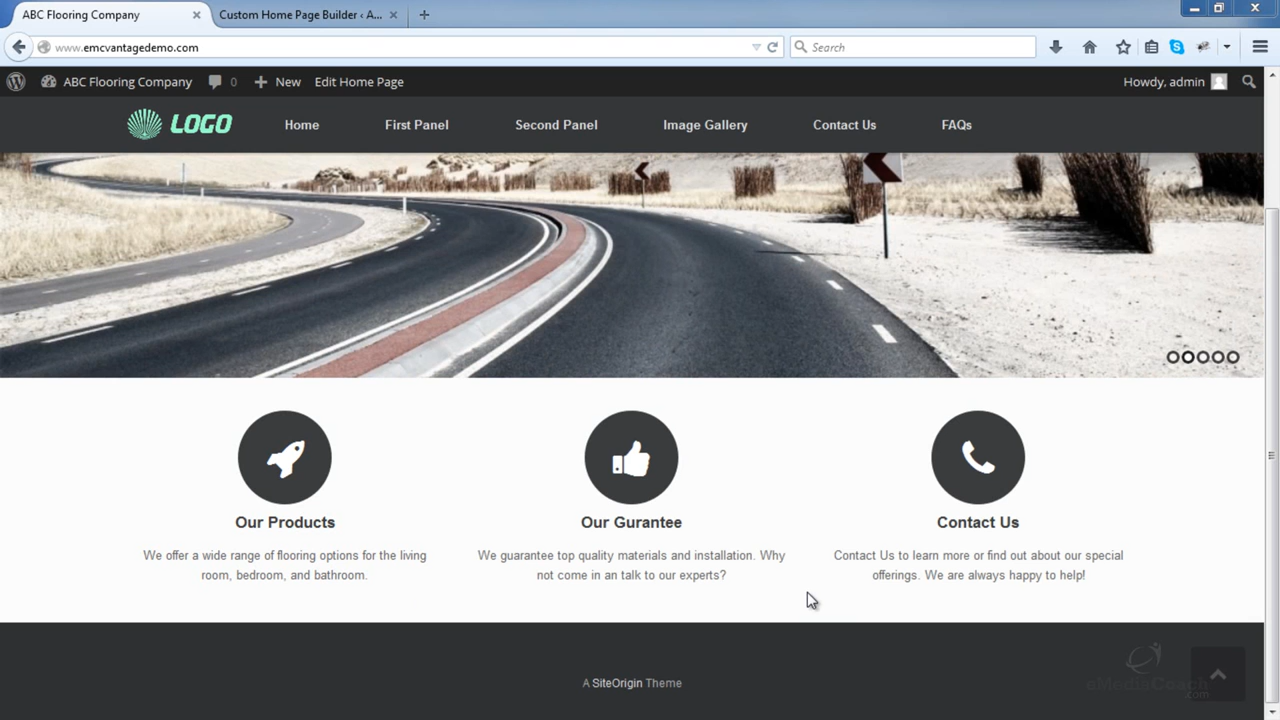 ABC Flooring Company
Custom Home Page Builder ‹ A...
www.emcvantagedemo.com
Search
ABC Flooring Company
0
New
Edit Home Page
Howdy, admin
LOGO
Home
First Panel
Second Panel
Image Gallery
Contact Us
FAQs
Our Products
We offer a wide range of flooring options for the living
room, bedroom, and bathroom.
Our Gurantee
We guarantee top quality materials and installation. Why
not come in an talk to our experts?
Contact Us
Contact Us to learn more or find out about our special
offerings. We are always happy to help!
A SiteOrigin Theme
eMediaCoach
.com